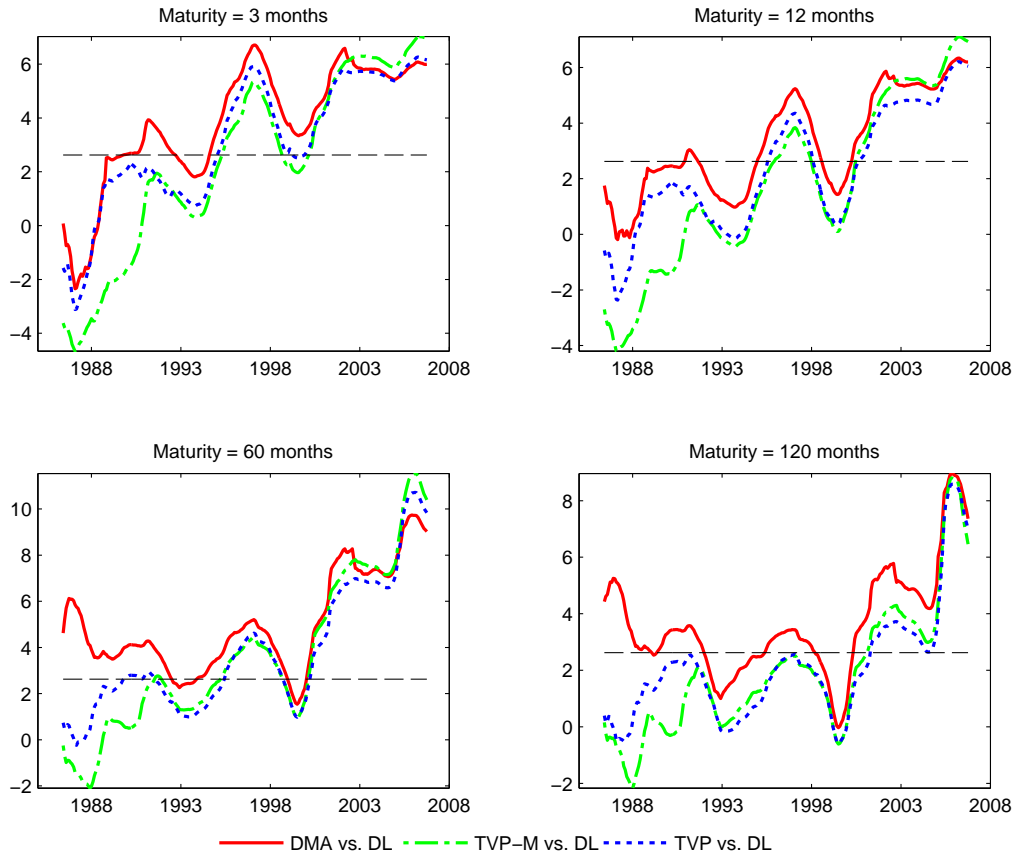 Maturity = 3 months
6
4
2
0
−2
−4
1988 1993 1998 2003 2008
Maturity = 12 months
6
4
2
0
−2
−4
1988 1993 1998 2003 2008
Maturity = 60 months
10
8
6
4
2
0
−2
1988 1993 1998 2003 2008
Maturity = 120 months
8
6
4
2
0
−2
1988 1993 1998 2003 2008
DMA vs. DL TVP−M vs. DL TVP vs. DL